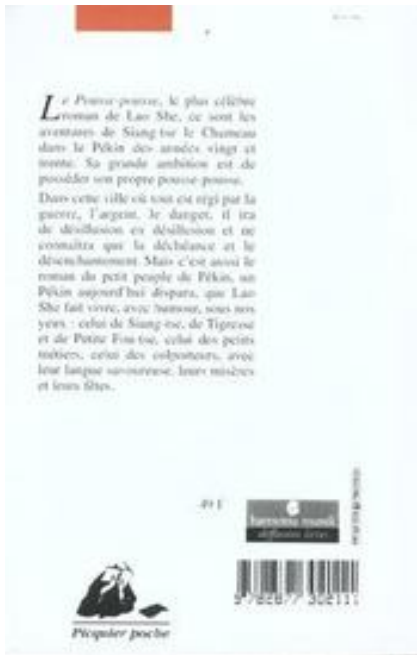 Le Pousse-pousse, le plus célèbre
roman de Lao She, ce sont les
aventures de Siang-tse le Chameau
dans le Pékin des années vingt et
trente. Sa grande ambition est de
posséder son propre pousse-pousse.
Dans cette ville où tout est régi par la
guerre, l'argent, le danger, il ira
de désillusion en désillusion et ne
connaîtra que la déchéance et le
désenchantement. Mais c'est aussi le
roman du petit peuple de Pékin, un
Pékin aujourd'hui disparu, que Lao
She fait vivre, avec humour, sous nos
yeux : celui de Siang-tse, de Tigresse
et de Petite Fou-tse, celui des petits
métiers, celui des colporteurs, avec
leur langue savoureuse, leurs misères
et leurs fêtes.
49 F
harmonia mundi
diffusion livres
Picquier poche